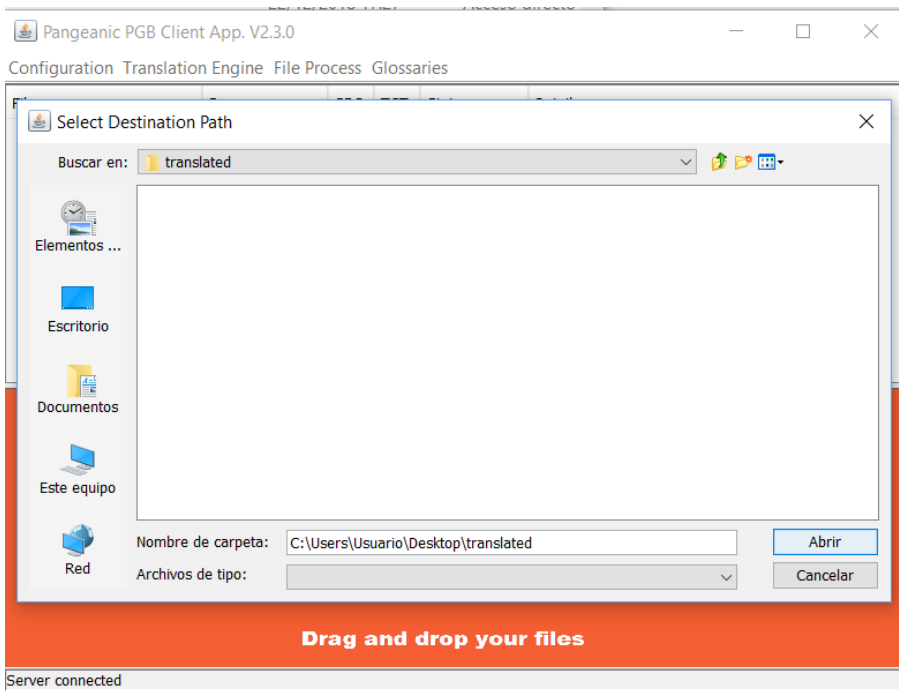 Pangeanic PGB Client App. V2.3.0
Configuration Translation Engine File Process Glossaries
Select Destination Path
Buscar en: translated
Elementos ...
Escritorio
Documentos
Este equipo
Red
Nombre de carpeta: C:\Users\Usuario\Desktop\translated
Abrir
Archivos de tipo:
Cancelar
Drag and drop your files
Server connected